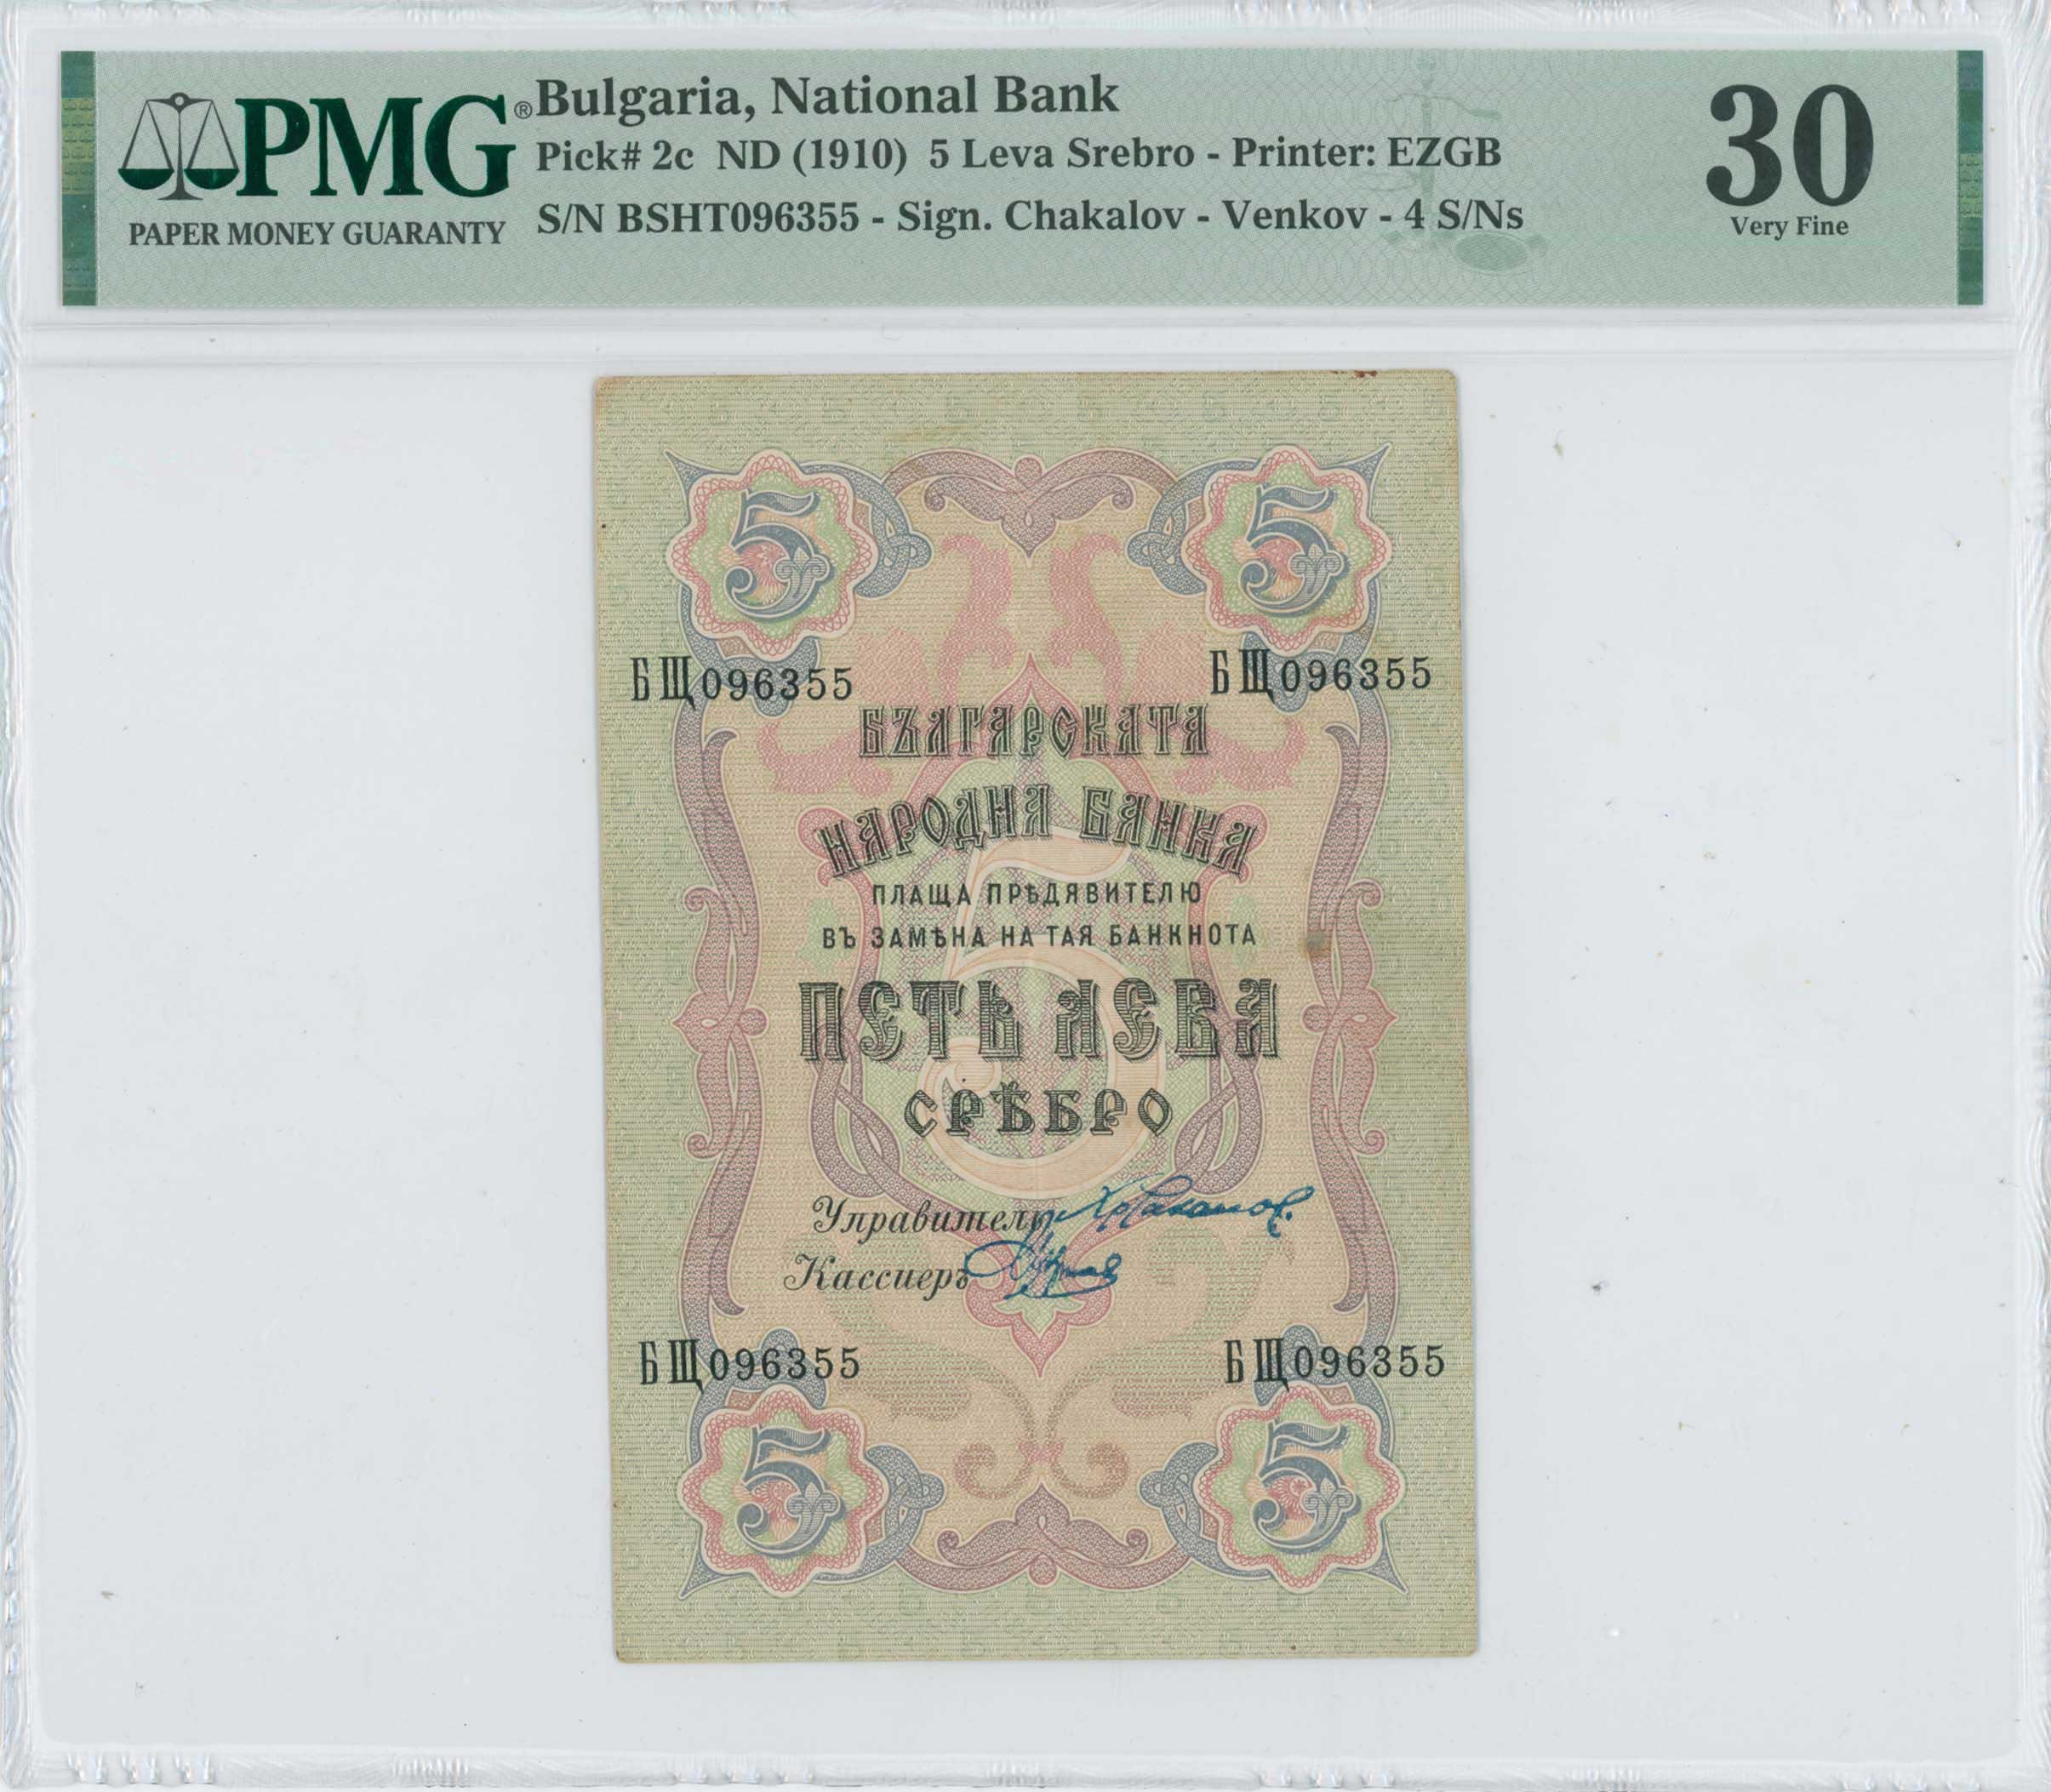 PMG®
PAPER MONEY GUARANTY
Bulgaria, National Bank
Pick# 2c ND (1910) 5 Leva Srebro - Printer: EZGB
S/N BSHT096355 - Sign. Chakalov - Venkov - 4 S/Ns
30
Very Fine
5 5
БЩ096355 БЩ096355
БЪЛГАРСКАТА
НАРОДНА БАНКА
ПЛАЩА ПРѢДЯВИТЕЛЮ
ВЪ ЗАМѢНА НА ТАЯ БАНКНОТА
5
ПЕТЬ ЛЕВА
СРѢБРО
Управитель
Кассиеръ
БЩ096355 БЩ096355
5 5